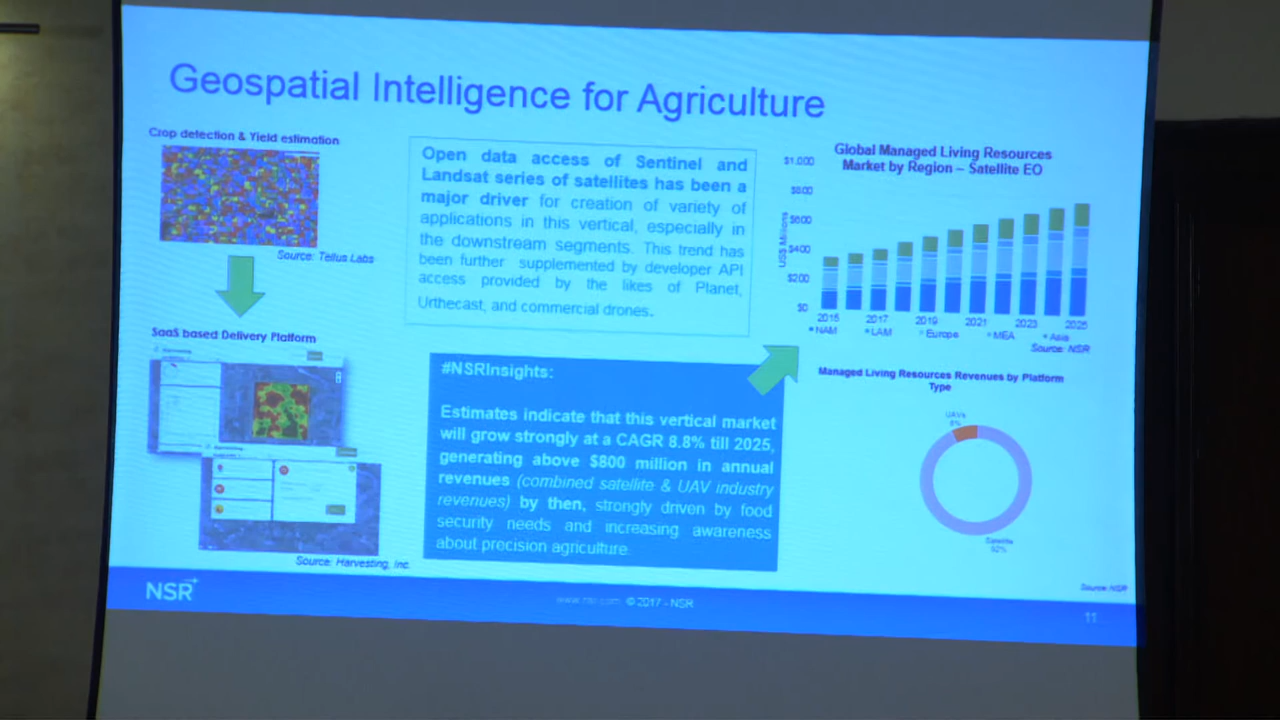 Geospatial Intelligence for Agriculture
Crop detection & Yield estimation
Source: Tellus Labs
SaaS based Delivery Platform
Source: Harvesting, Inc.
Open data access of Sentinel and
Landsat series of satellites has been a
major driver for creation of variety of
applications in this vertical, especially in
the downstream segments. This trend has
been further supplemented by developer API
access provided by the likes of Planet,
Urthecast, and commercial drones.
#NSRInsights:
Estimates indicate that this vertical market
will grow strongly at a CAGR 8.8% till 2025,
generating above $800 million in annual
revenues (combined satellite & UAV industry
revenues) by then, strongly driven by food
security needs and increasing awareness
about precision agriculture
Global Managed Living Resources
Market by Region – Satellite EO
US$ Millions
$1,000
$800
$600
$400
$200
$0
2015 2017 2019 2021 2023 2025
NAM LAM Europe MEA Asia
Source: NSR
Managed Living Resources Revenues by Platform
Type
UAVs
8%
Satellite
92%
Source: NSR
NSR
www.nsr.com © 2017 - NSR
11